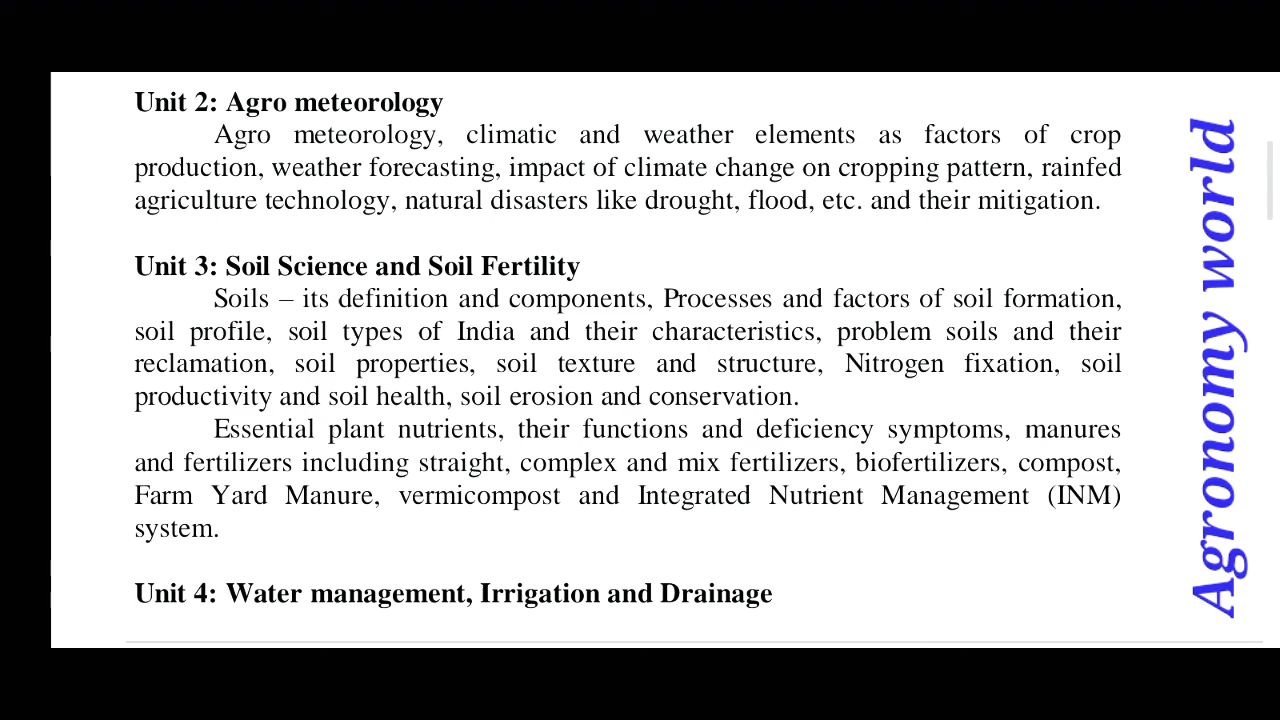 Unit 2: Agro meteorology
Agro meteorology, climatic and weather elements as factors of crop
production, weather forecasting, impact of climate change on cropping pattern, rainfed
agriculture technology, natural disasters like drought, flood, etc. and their mitigation.
Unit 3: Soil Science and Soil Fertility
Soils – its definition and components, Processes and factors of soil formation,
soil profile, soil types of India and their characteristics, problem soils and their
reclamation, soil properties, soil texture and structure, Nitrogen fixation, soil
productivity and soil health, soil erosion and conservation.
Essential plant nutrients, their functions and deficiency symptoms, manures
and fertilizers including straight, complex and mix fertilizers, biofertilizers, compost,
Farm Yard Manure, vermicompost and Integrated Nutrient Management (INM)
system.
Unit 4: Water management, Irrigation and Drainage
Agronomy world